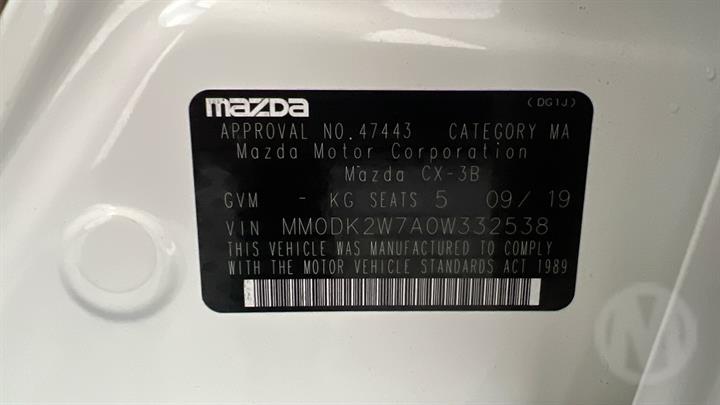 mazda
(DG1J)
APPROVAL NO.47443 CATEGORY MA
Mazda Motor Corporation
Mazda CX-3B
GVM - KG SEATS 5 09/19
VIN MM0DK2W7A0W332538
THIS VEHICLE WAS MANUFACTURED TO COMPLY
WITH THE MOTOR VEHICLE STANDARDS ACT 1989
M